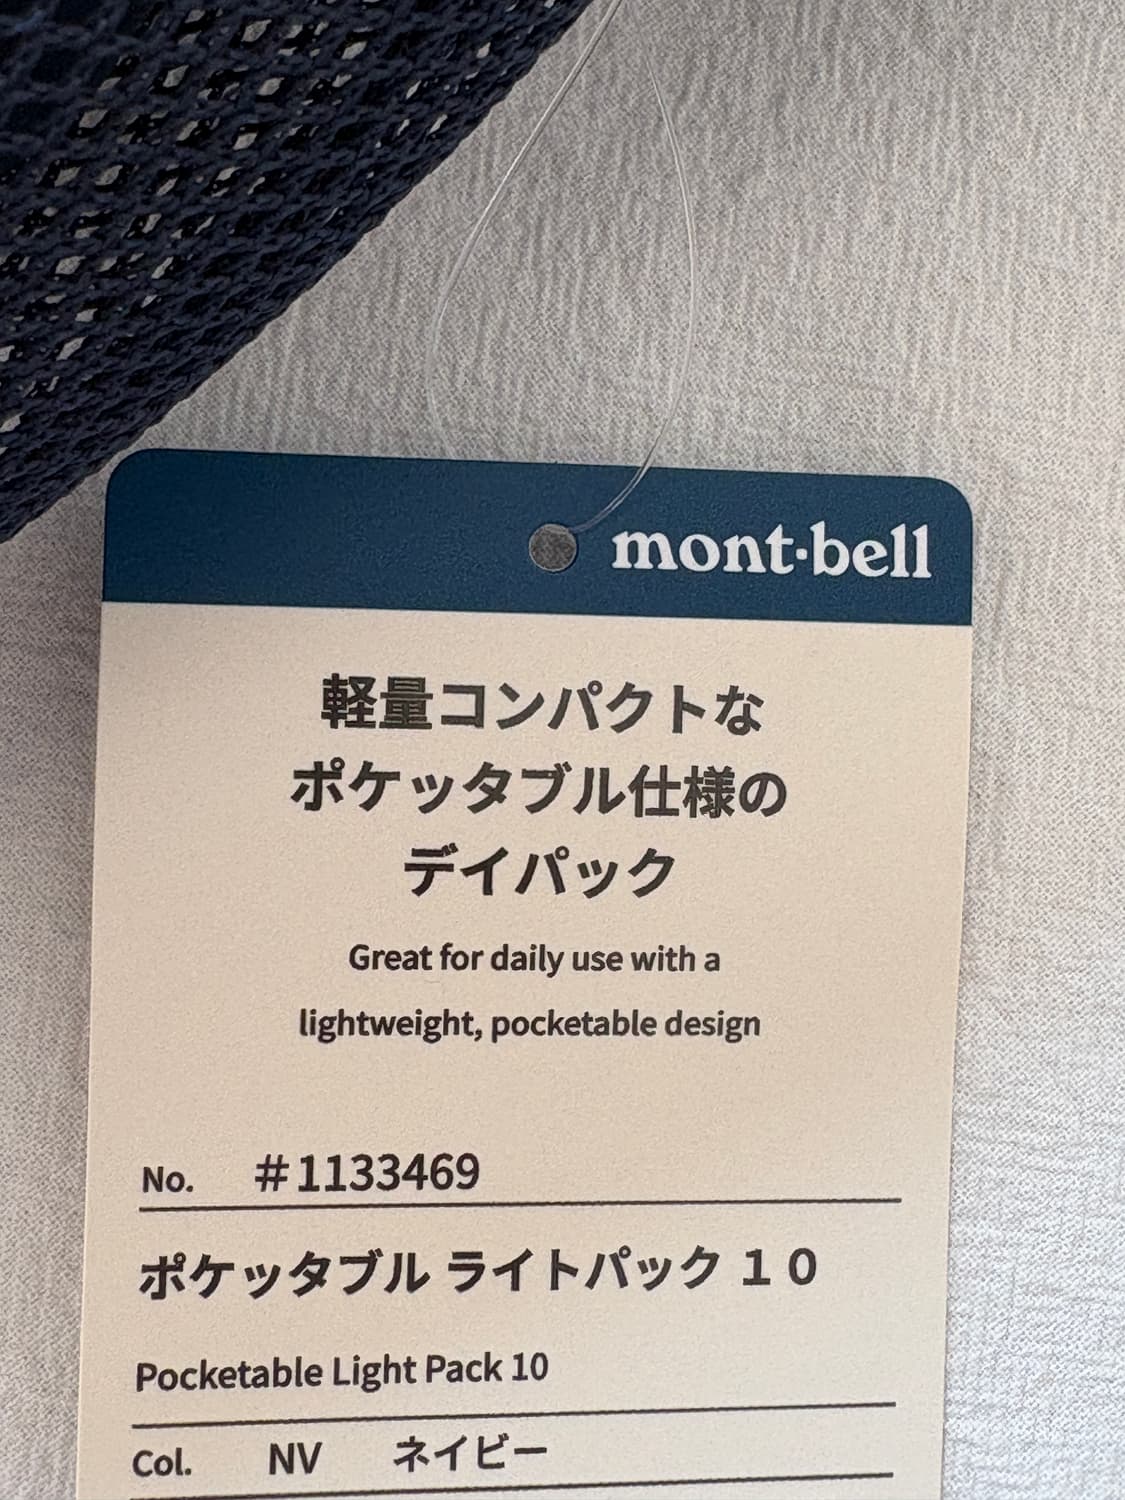 mont·bell
軽量コンパクトな
ポケッタブル仕様の
デイパック
Great for daily use with a
lightweight, pocketable design
No. #1133469
ポケッタブル ライトパック 10
Pocketable Light Pack 10
Col. NV ネイビー